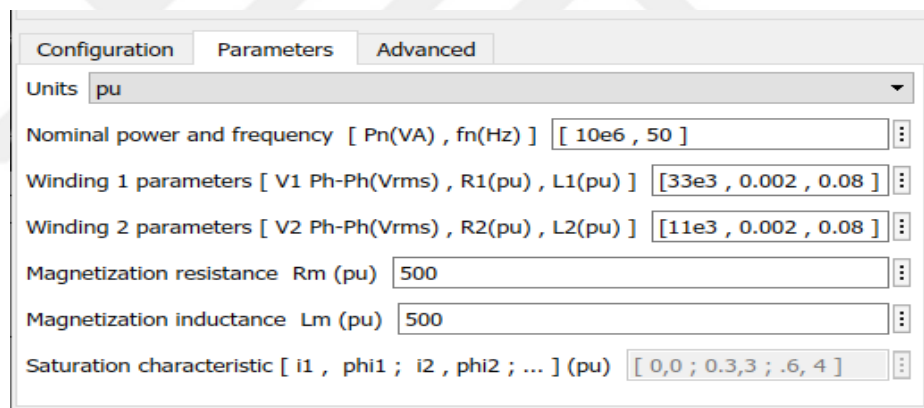 Configuration Parameters Advanced
Units pu
Nominal power and frequency [ Pn(VA) , fn(Hz) ] [ 10e6 , 50 ]
Winding 1 parameters [ V1 Ph-Ph(Vrms) , R1(pu) , L1(pu) ] [33e3 , 0.002 , 0.08 ]
Winding 2 parameters [ V2 Ph-Ph(Vrms) , R2(pu) , L2(pu) ] [11e3 , 0.002 , 0.08 ]
Magnetization resistance Rm (pu) 500
Magnetization inductance Lm (pu) 500
Saturation characteristic [ i1 , phi1 ; i2 , phi2 ; ... ] (pu) [ 0,0 ; 0.3,3 ; .6, 4 ]